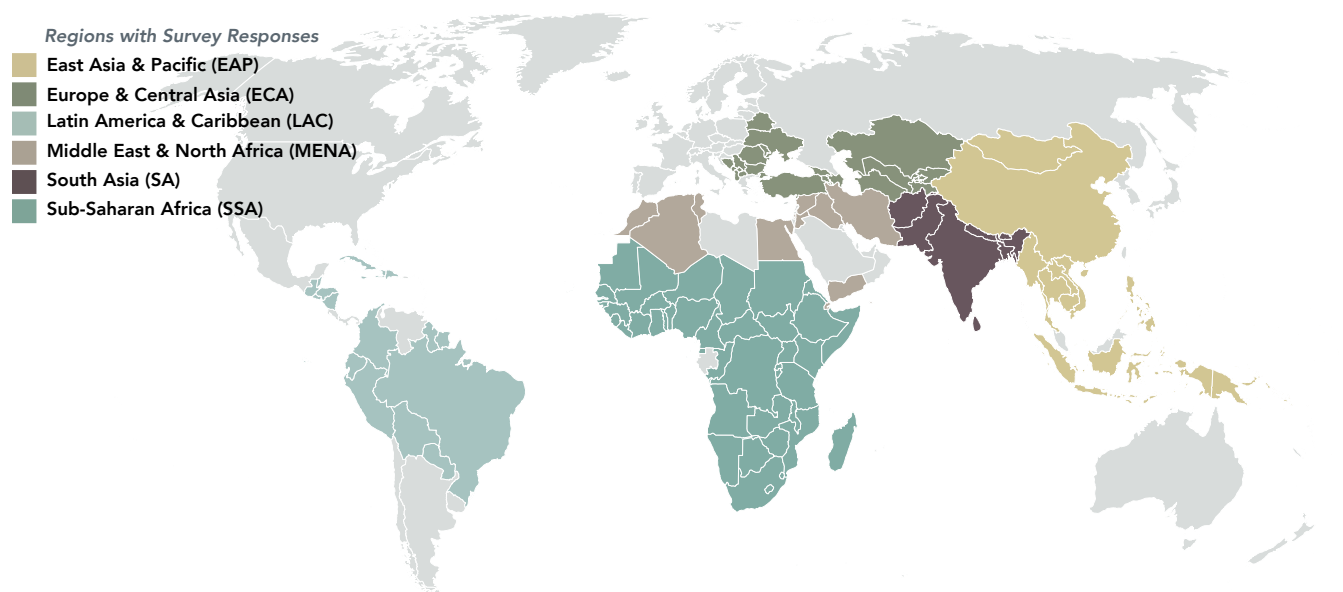 Regions with Survey Responses
East Asia & Pacific (EAP)
Europe & Central Asia (ECA)
Latin America & Caribbean (LAC)
Middle East & North Africa (MENA)
South Asia (SA)
Sub-Saharan Africa (SSA)